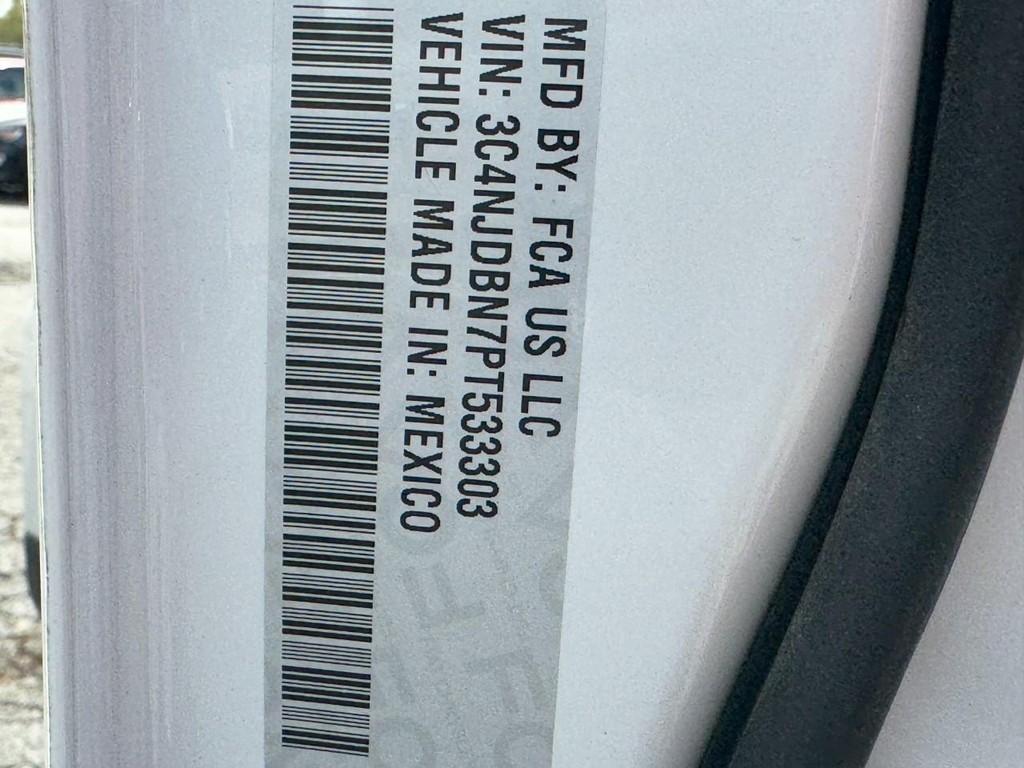 MFD BY: FCA US LLC
VIN: 3C4NJDBN7PT533303
VEHICLE MADE IN: MEXICO